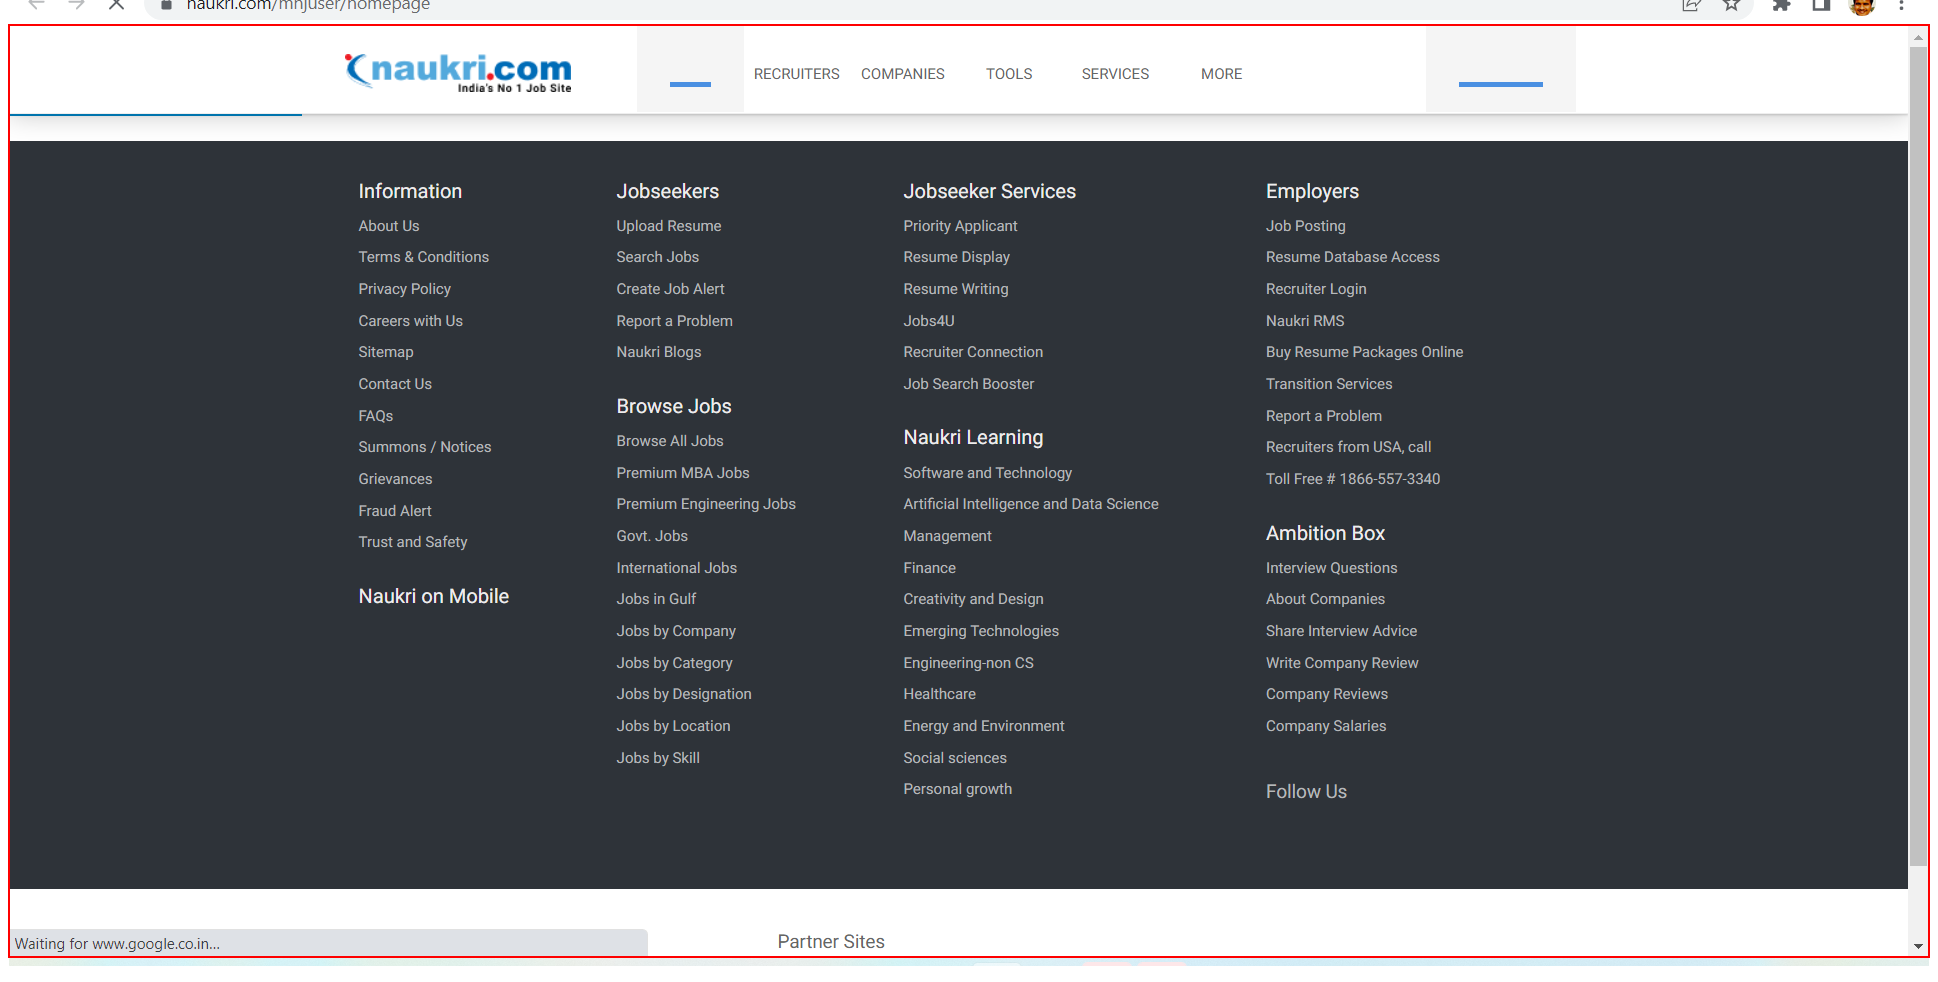 naukri.com/mnjuser/homepage
naukri.com
India's No 1 Job Site
RECRUITERS COMPANIES TOOLS SERVICES MORE
Information
About Us
Terms & Conditions
Privacy Policy
Careers with Us
Sitemap
Contact Us
FAQs
Summons / Notices
Grievances
Fraud Alert
Trust and Safety
Naukri on Mobile
Jobseekers
Upload Resume
Search Jobs
Create Job Alert
Report a Problem
Naukri Blogs
Browse Jobs
Browse All Jobs
Premium MBA Jobs
Premium Engineering Jobs
Govt. Jobs
International Jobs
Jobs in Gulf
Jobs by Company
Jobs by Category
Jobs by Designation
Jobs by Location
Jobs by Skill
Jobseeker Services
Priority Applicant
Resume Display
Resume Writing
Jobs4U
Recruiter Connection
Job Search Booster
Naukri Learning
Software and Technology
Artificial Intelligence and Data Science
Management
Finance
Creativity and Design
Emerging Technologies
Engineering-non CS
Healthcare
Energy and Environment
Social sciences
Personal growth
Employers
Job Posting
Resume Database Access
Recruiter Login
Naukri RMS
Buy Resume Packages Online
Transition Services
Report a Problem
Recruiters from USA, call
Toll Free # 1866-557-3340
Ambition Box
Interview Questions
About Companies
Share Interview Advice
Write Company Review
Company Reviews
Company Salaries
Follow Us
Partner Sites
Waiting for www.google.co.in...